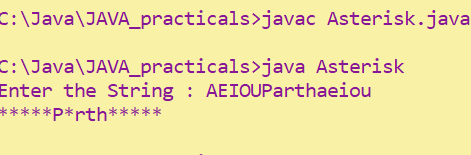 C:\Java\JAVA_practicals>javac Asterisk.java
C:\Java\JAVA_practicals>java Asterisk
Enter the String : AEIOUParthaeiou
*****P*rth*****